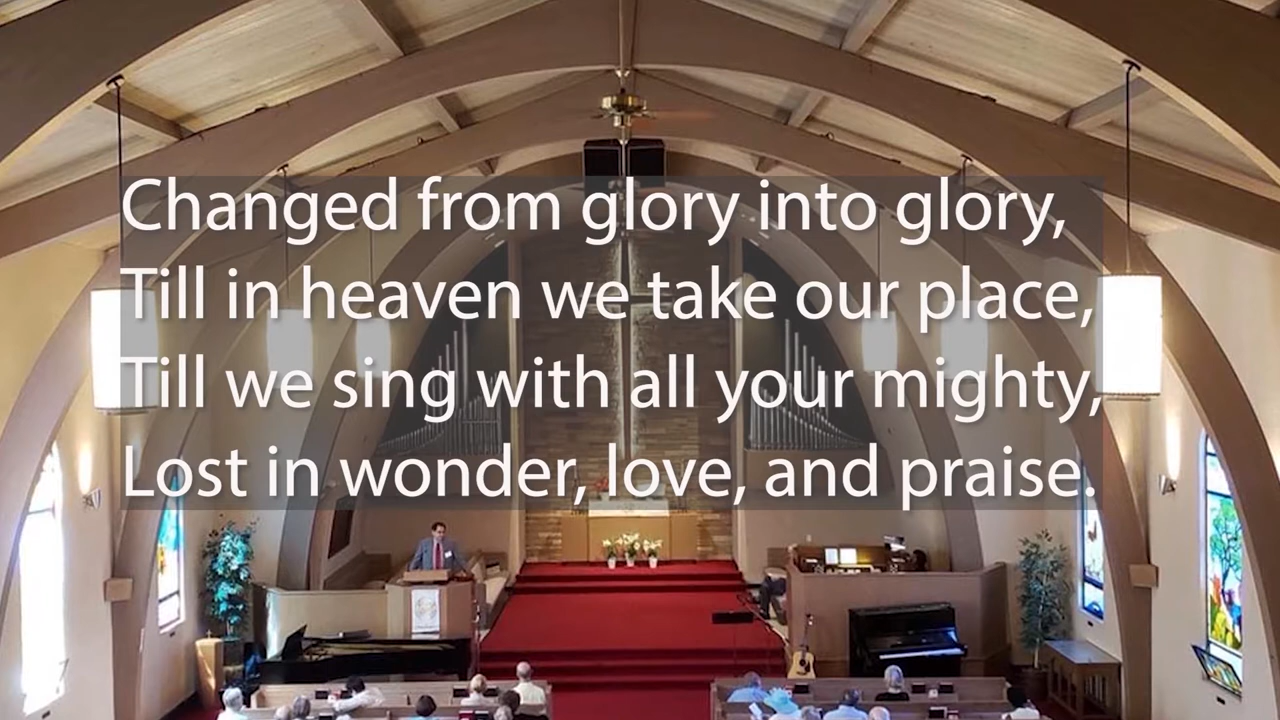 Changed from glory into glory,
Till in heaven we take our place,
Till we sing with all your mighty,
Lost in wonder, love, and praise.